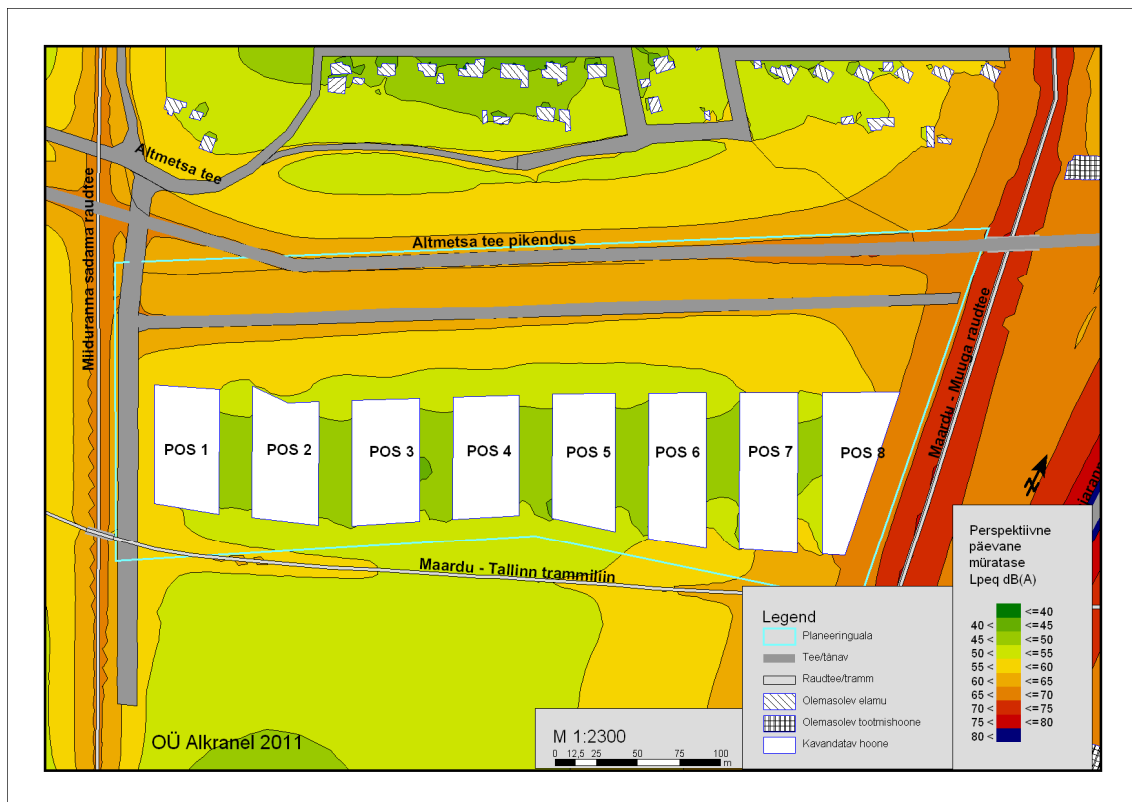 Altmetsa tee
Miiduranna sadama raudtee
Altmetsa tee pikendus
Maardu - Muuga raudtee
POS 1
POS 2
POS 3
POS 4
POS 5
POS 6
POS 7
POS 8
N
Maardu - Tallinn trammiliin
OÜ Alkranel 2011
M 1:2300
0 12,5 25 50 75 100
m
Legend
Planeeringuala
Tee/tänav
Raudtee/tramm
Olemasolev elamu
Olemasolev tootmishoone
Kavandatav hoone
Perspektiivne
päevane
müratase
Lpeq dB(A)
<=40
40 < <=45
45 < <=50
50 < <=55
55 < <=60
60 < <=65
65 < <=70
70 < <=75
75 < <=80
80 <